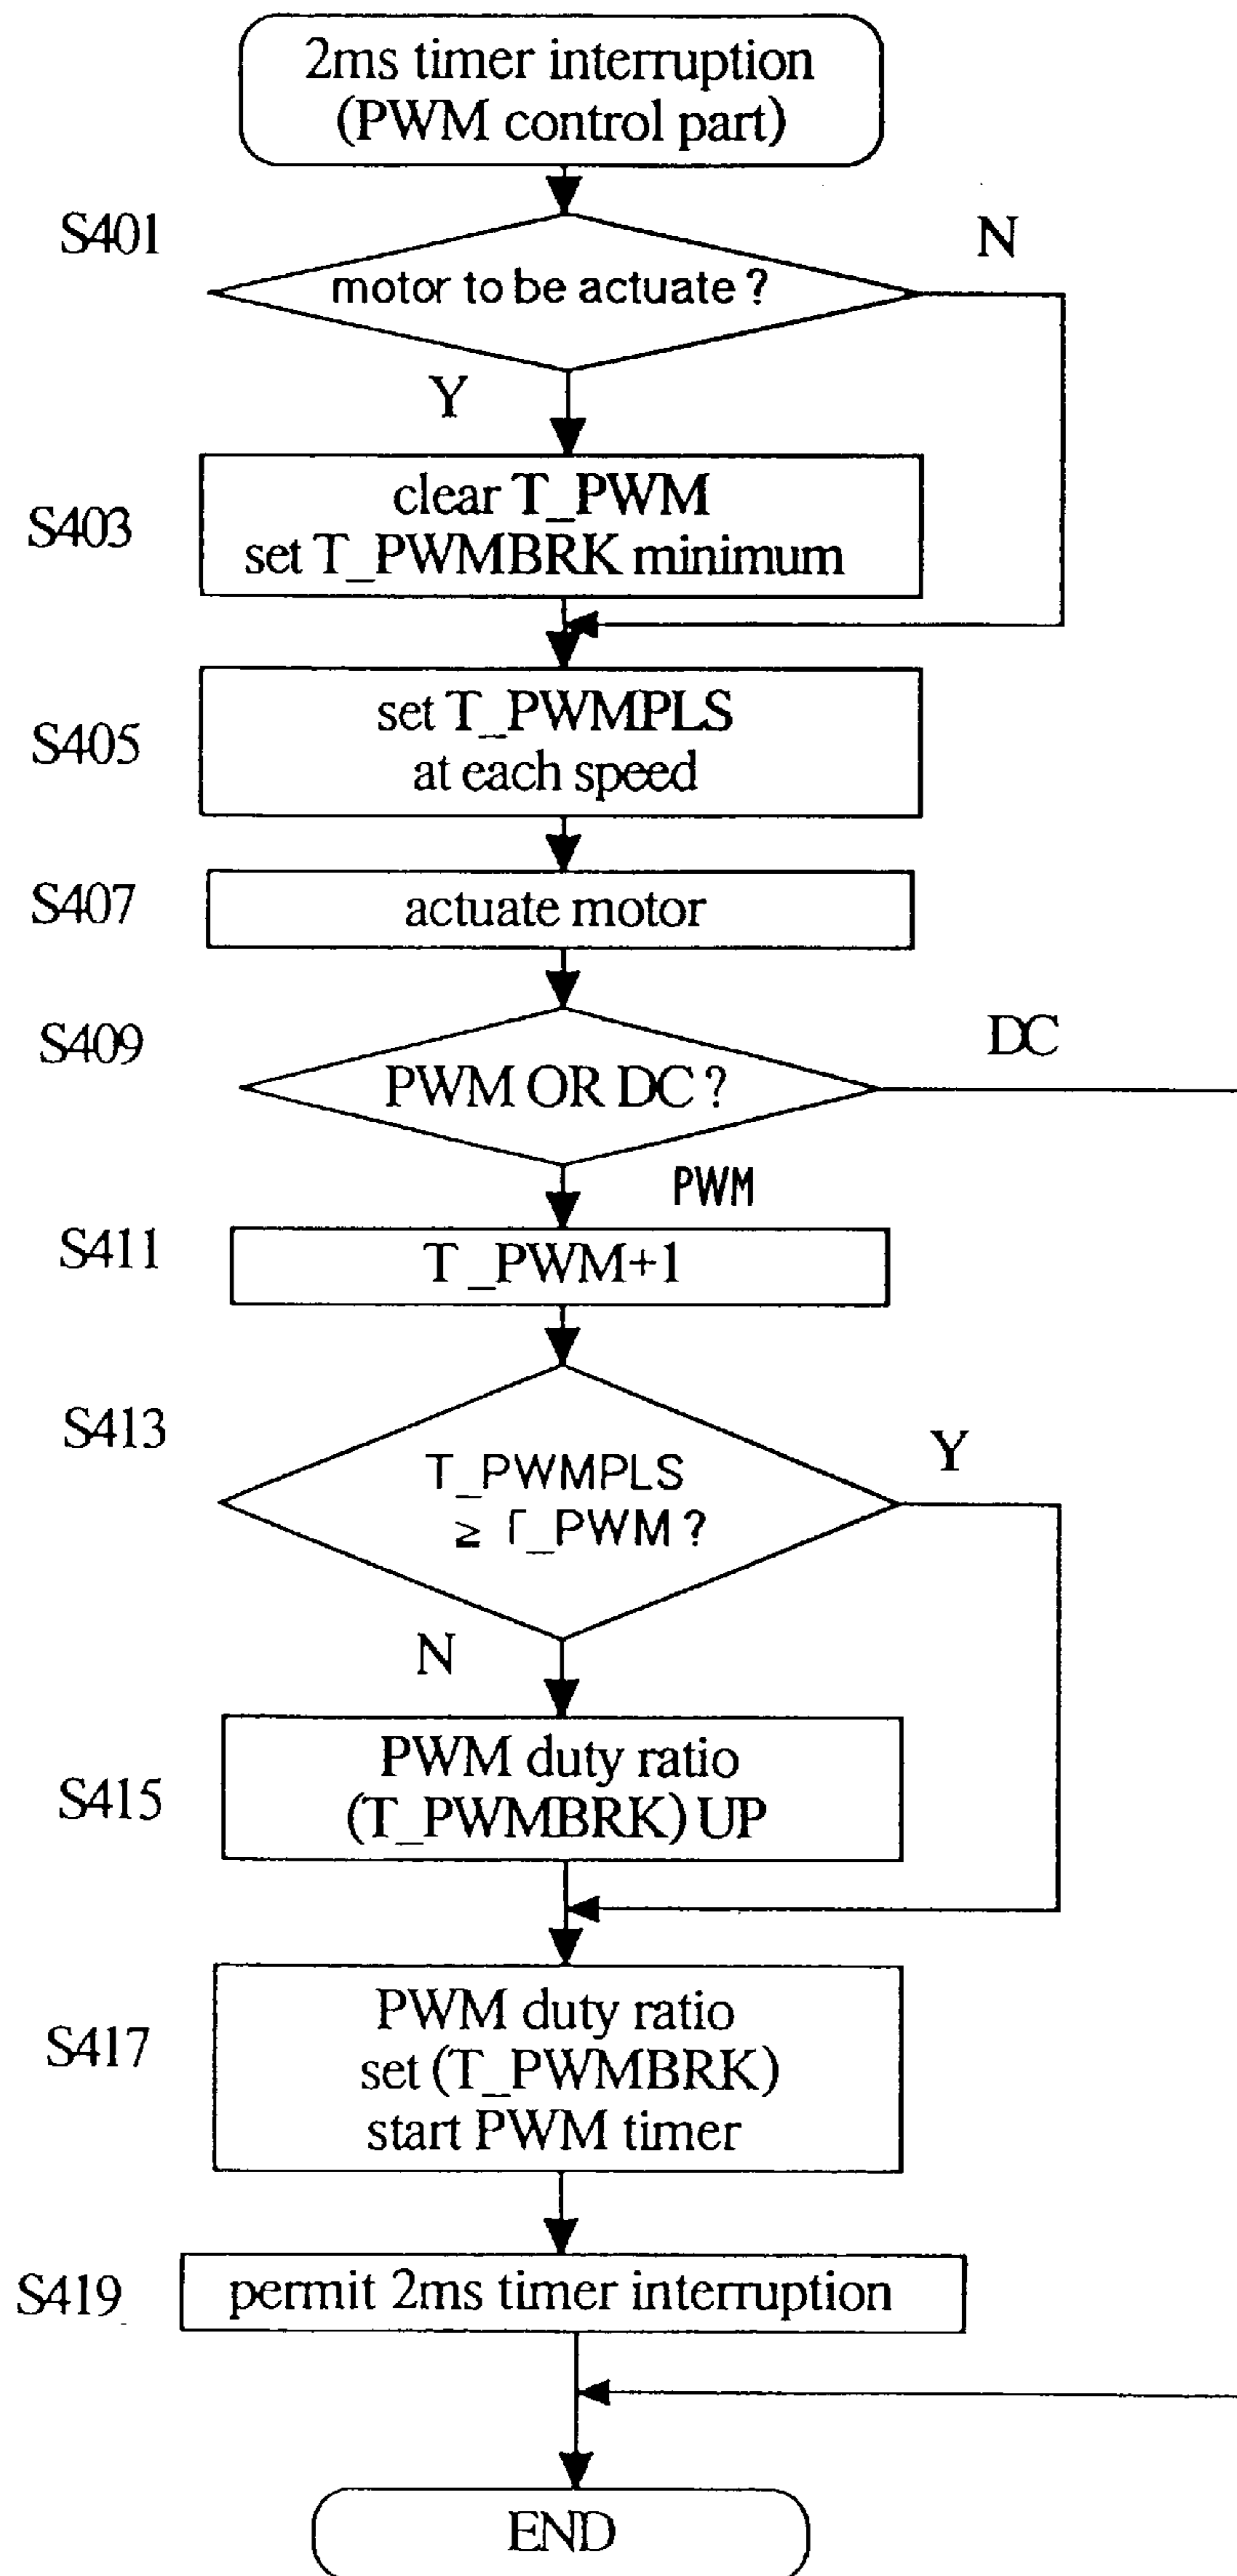 2ms timer interruption
(PWM control part)
S401
N
motor to be actuate ?
Y
S403
clear T_PWM
set T_PWMBRK minimum
S405
set T_PWMPLS
at each speed
S407
actuate motor
S409
DC
PWM OR DC ?
PWM
S411
T_PWM+1
S413
Y
T_PWMPLS
≥ T_PWM ?
N
S415
PWM duty ratio
(T_PWMBRK) UP
S417
PWM duty ratio
set (T_PWMBRK)
start PWM timer
S419
permit 2ms timer interruption
END